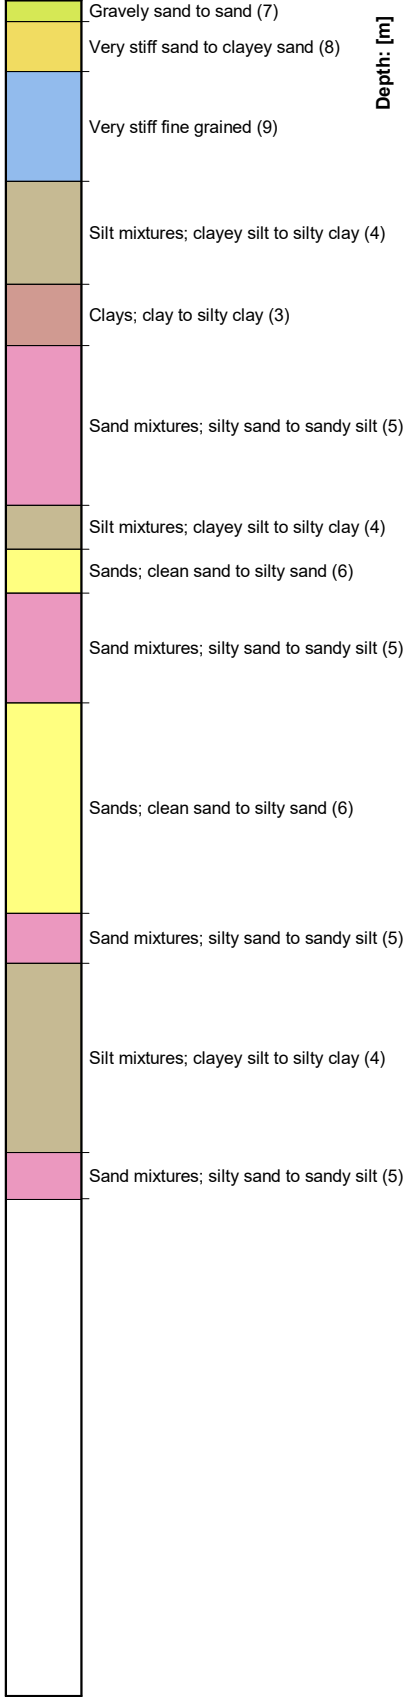 Gravely sand to sand (7)
Very stiff sand to clayey sand (8)
Depth: [m]
Very stiff fine grained (9)
Silt mixtures; clayey silt to silty clay (4)
Clays; clay to silty clay (3)
Sand mixtures; silty sand to sandy silt (5)
Silt mixtures; clayey silt to silty clay (4)
Sands; clean sand to silty sand (6)
Sand mixtures; silty sand to sandy silt (5)
Sands; clean sand to silty sand (6)
Sand mixtures; silty sand to sandy silt (5)
Silt mixtures; clayey silt to silty clay (4)
Sand mixtures; silty sand to sandy silt (5)